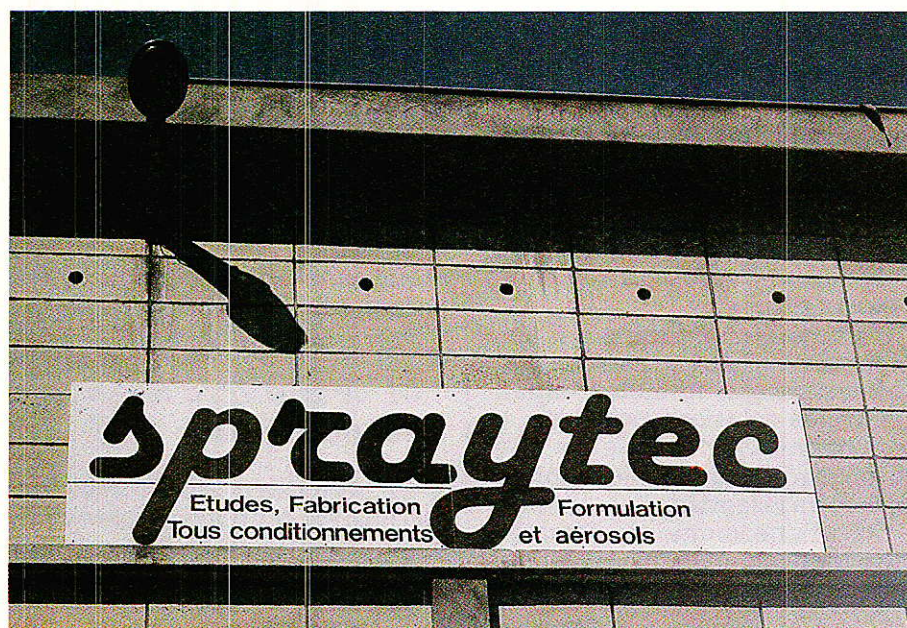 spraytec
Etudes, Fabrication Formulation
Tous conditionnements et aérosols